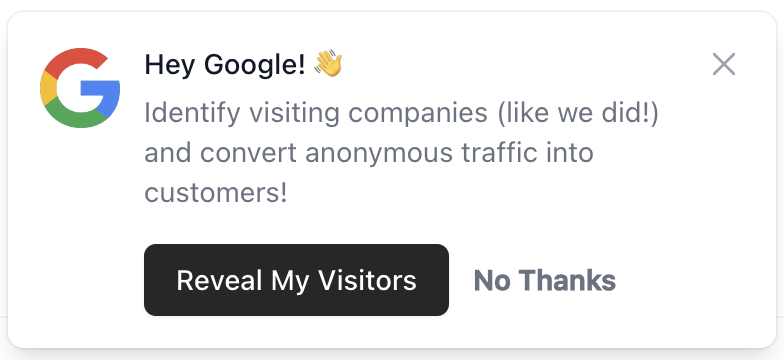 Hey Google! 👋
Identify visiting companies (like we did!)
and convert anonymous traffic into
customers!
Reveal My Visitors
No Thanks